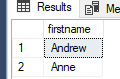 Results Me
firstname
1 Andrew
2 Anne